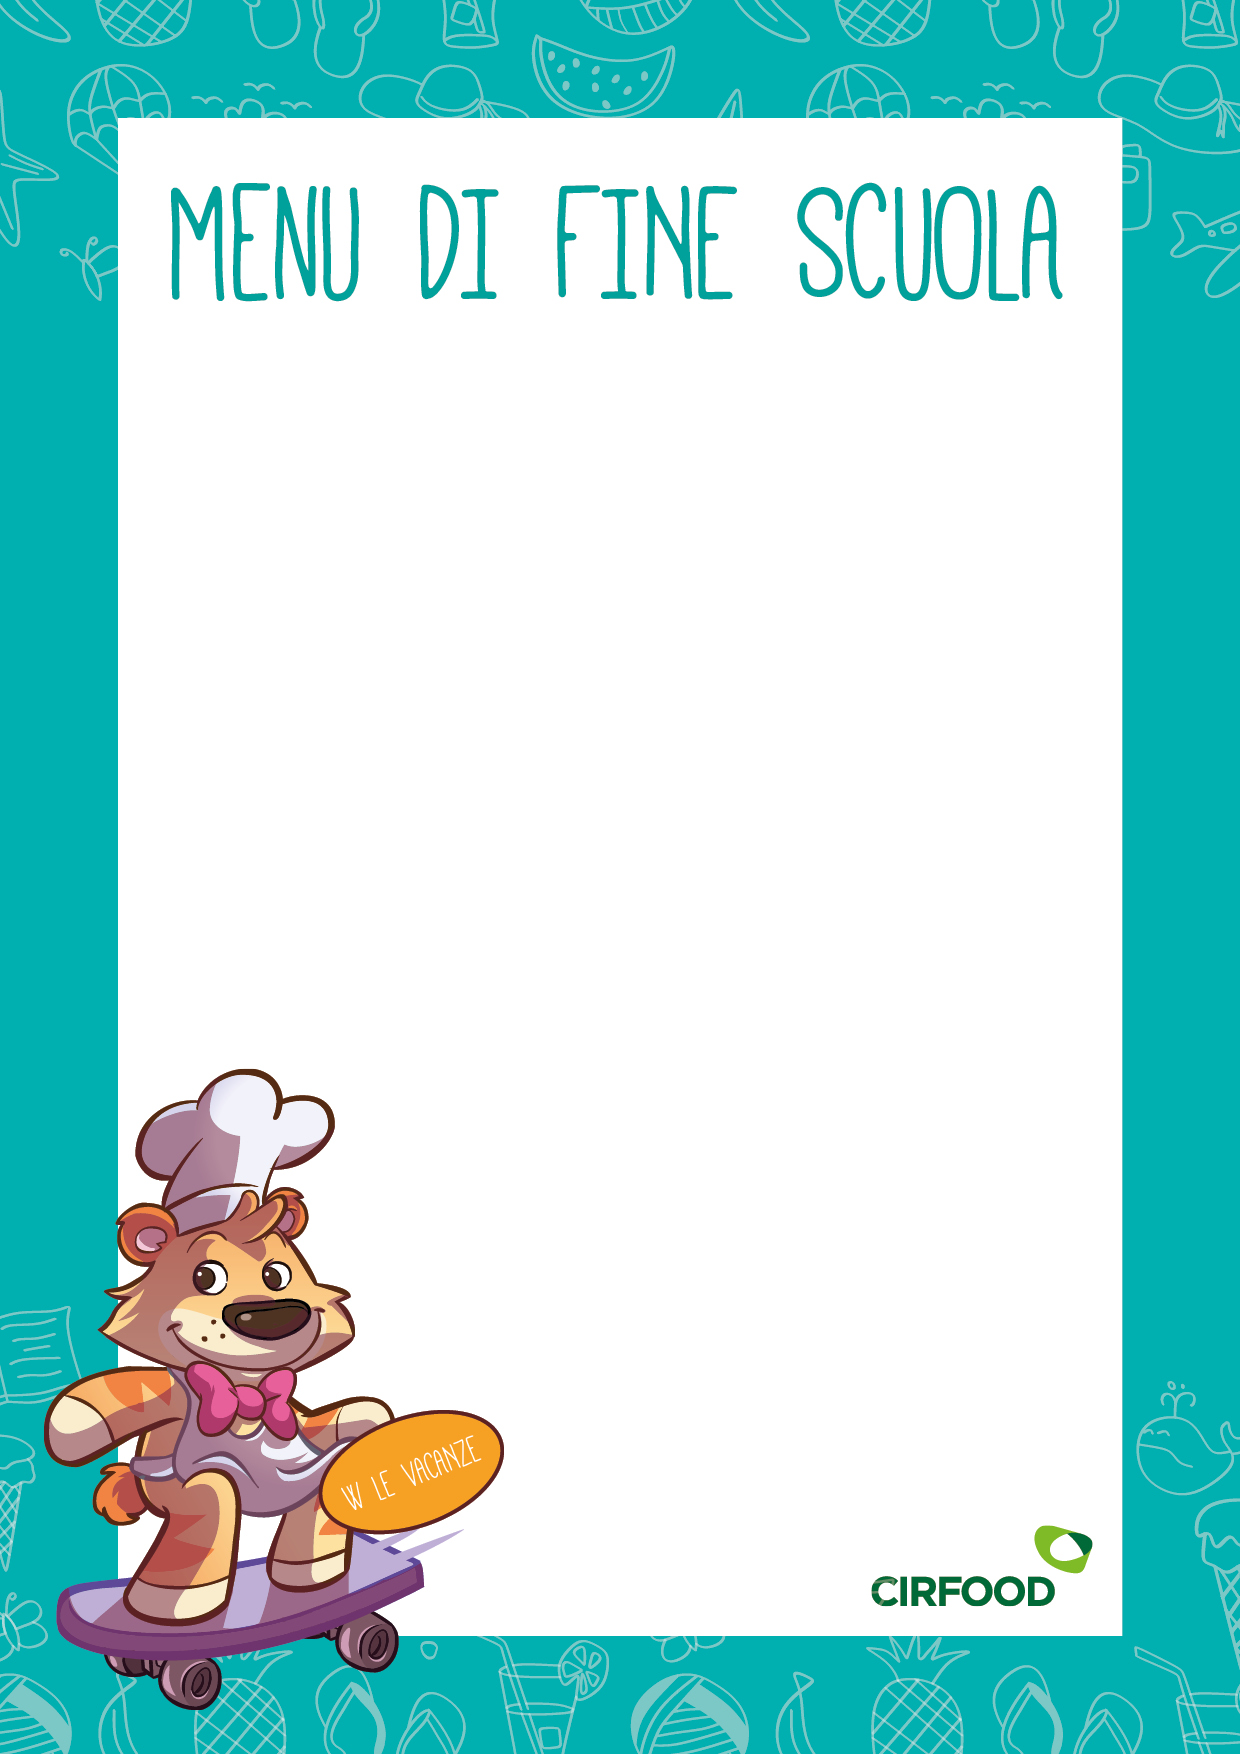 MENU DI FINE SCUOLA
W LE VACANZE
CIRFOOD